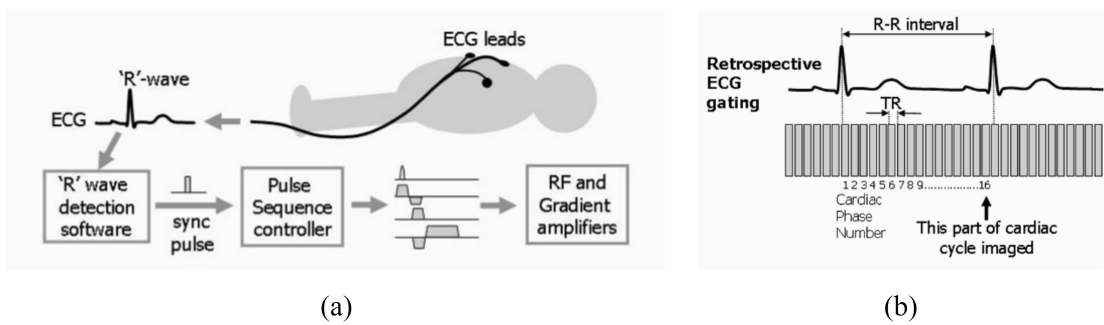 ECG leads
'R'-wave
ECG
'R' wave
detection
software
sync
pulse
Pulse
Sequence
controller
RF and
Gradient
amplifiers
(a)
R-R interval
Retrospective
ECG
gating
TR
1 2 3 4 5 6 7 8 9..................16
Cardiac
Phase
Number
This part of cardiac
cycle imaged
(b)